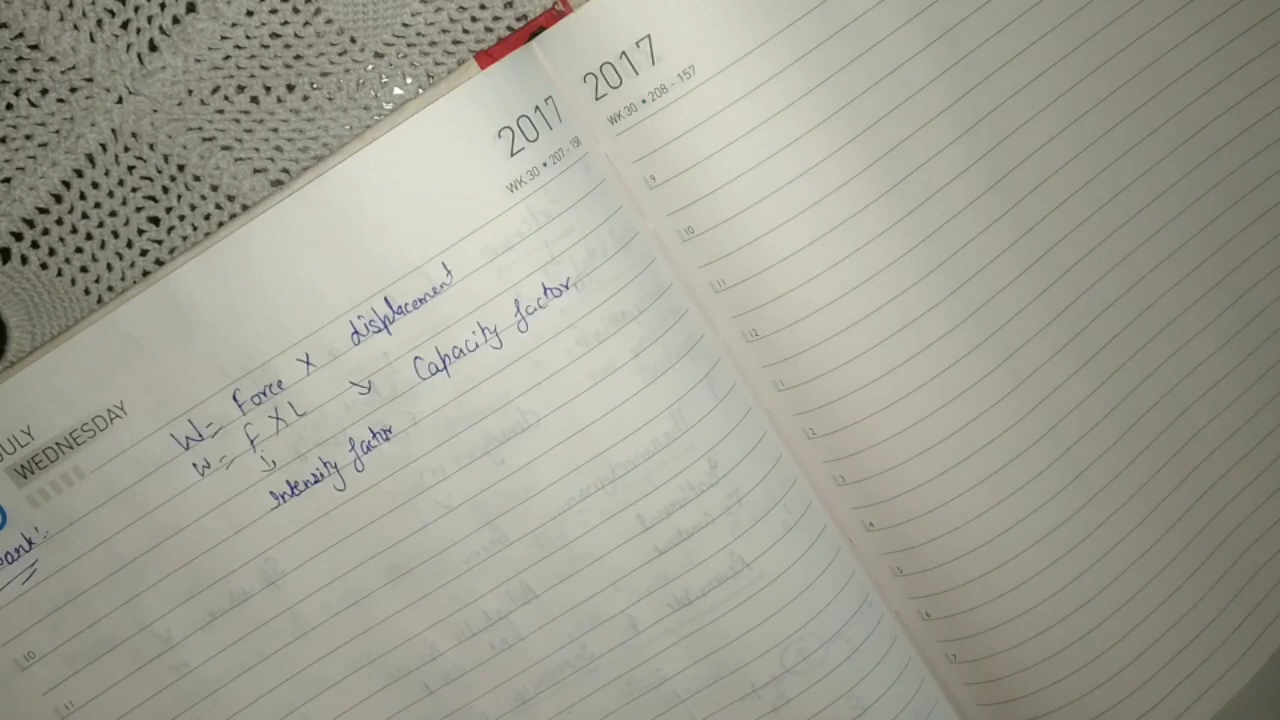 JULY
WEDNESDAY
2017
WK 30 • 207-158
W= Force X displacement
W= f X L ↘ Capacity factor
↓
Intensity factor
10
11
2017
WK 30 • 208 - 157
9
10
11
12
1
2
3
4
5
6
7